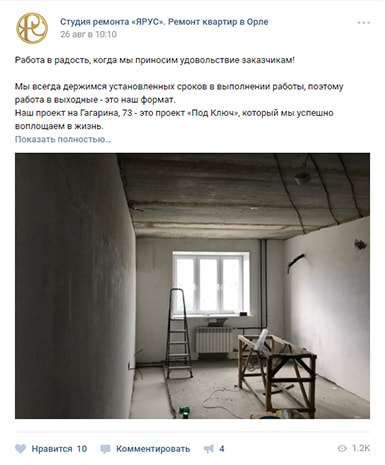 Студия ремонта «ЯРУС». Ремонт квартир в Орле
26 авг в 10:10
Работа в радость, когда мы приносим удовольствие заказчикам!
Мы всегда держимся установленных сроков в выполнении работы, поэтому
работа в выходные - это наш формат.
Наш проект на Гагарина, 73 - это проект «Под Ключ», который мы успешно
воплощаем в жизнь.
Показать полностью...
Нравится 10 Комментировать 4 1.2K